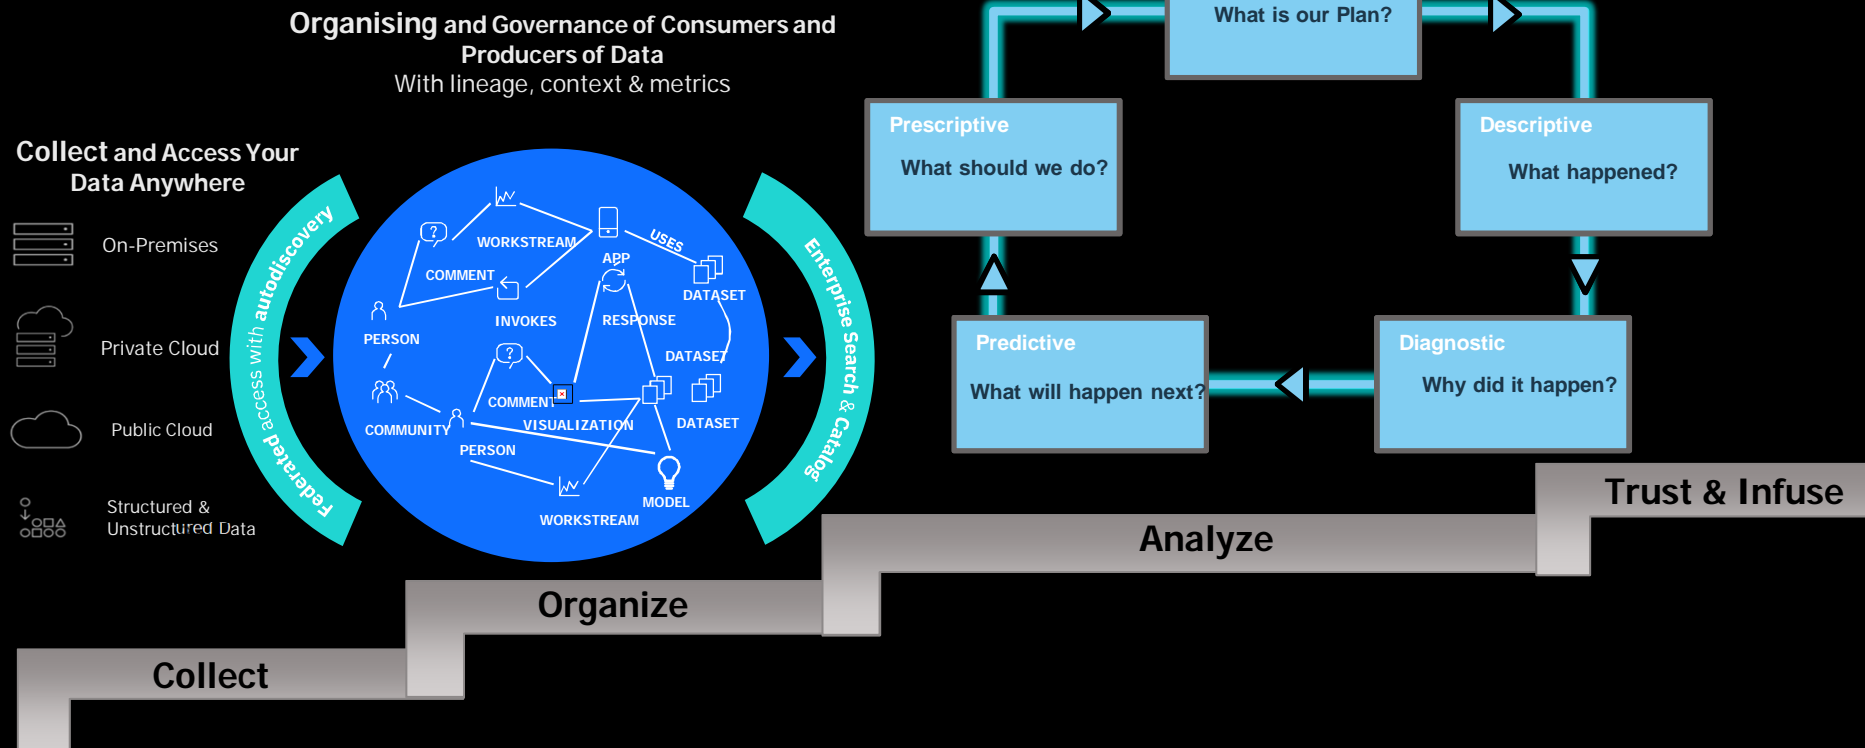 Organising and Governance of Consumers and
Producers of Data
With lineage, context & metrics
Collect and Access Your
Data Anywhere
On-Premises
Private Cloud
Public Cloud
Structured &
Unstructured Data
Federated access with autodiscovery
WORKSTREAM
APP
USES
COMMENT
DATASET
INVOKES
RESPONSE
PERSON
DATASET
COMMENT
COMMUNITY
VISUALIZATION
DATASET
PERSON
MODEL
WORKSTREAM
Enterprise Search & Catalog
What is our Plan?
Prescriptive
What should we do?
Descriptive
What happened?
Predictive
What will happen next?
Diagnostic
Why did it happen?
Trust & Infuse
Analyze
Organize
Collect